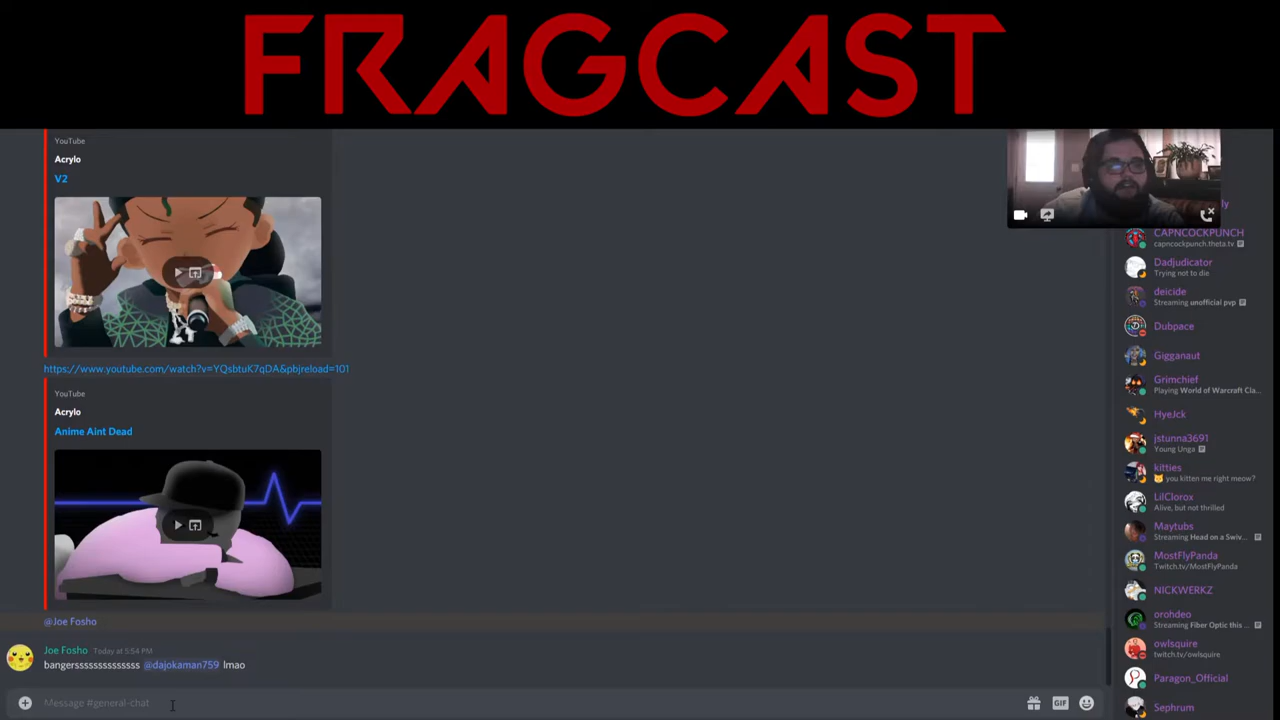 FRAGCAST
YouTube
Acrylo
V2
https://www.youtube.com/watch?v=YQsbtuK7qDA&pbjreload=101
YouTube
Acrylo
Anime Aint Dead
@Joe Fosho
Joe Fosho Today at 5:54 PM
bangersssssssssssss @dajokaman759 lmao
Message #general-chat
GIF
ly
CAPNCOCKPUNCH
capncockpunch.theta.tv
Dadjudicator
Trying not to die
deicide
Streaming unofficial pvp
Dubpace
Gigganaut
Grimchief
Playing World of Warcraft Cla...
HyeJck
jstunna3691
Young Unga
kitties
you kitten me right meow?
LilClorox
Alive, but not thrilled
Maytubs
Streaming Head on a Swiv...
MostFlyPanda
Twitch.tv/MostFlyPanda
NICKWERKZ
orohdeo
Streaming Fiber Optic this ...
owlsquire
twitch.tv/owlsquire
Paragon_Official
Sephrum